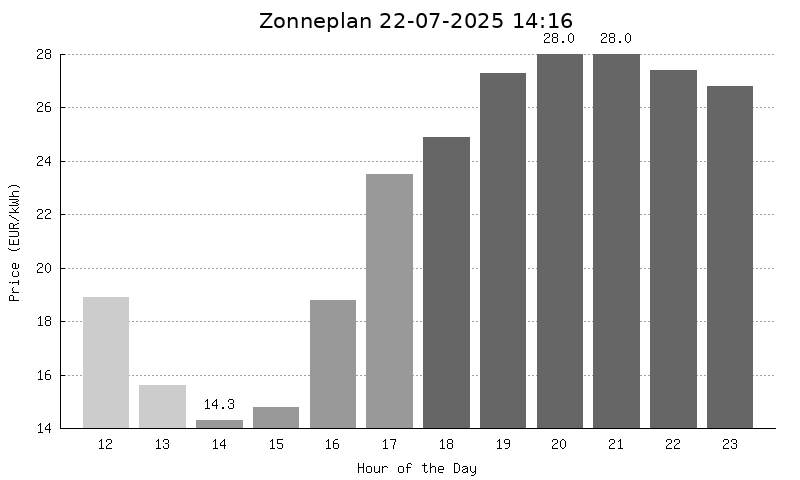 Zonneplan 22-07-2025 14:16
28.0 28.0
28
26
24
22
20
18
16
14
Price (EUR/kWh)
14.3
12 13 14 15 16 17 18 19 20 21 22 23
Hour of the Day